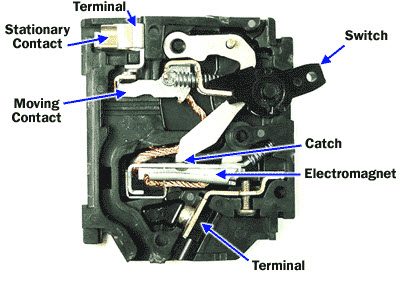 Terminal
Stationary
Contact
Switch
Moving
Contact
Catch
Electromagnet
Terminal